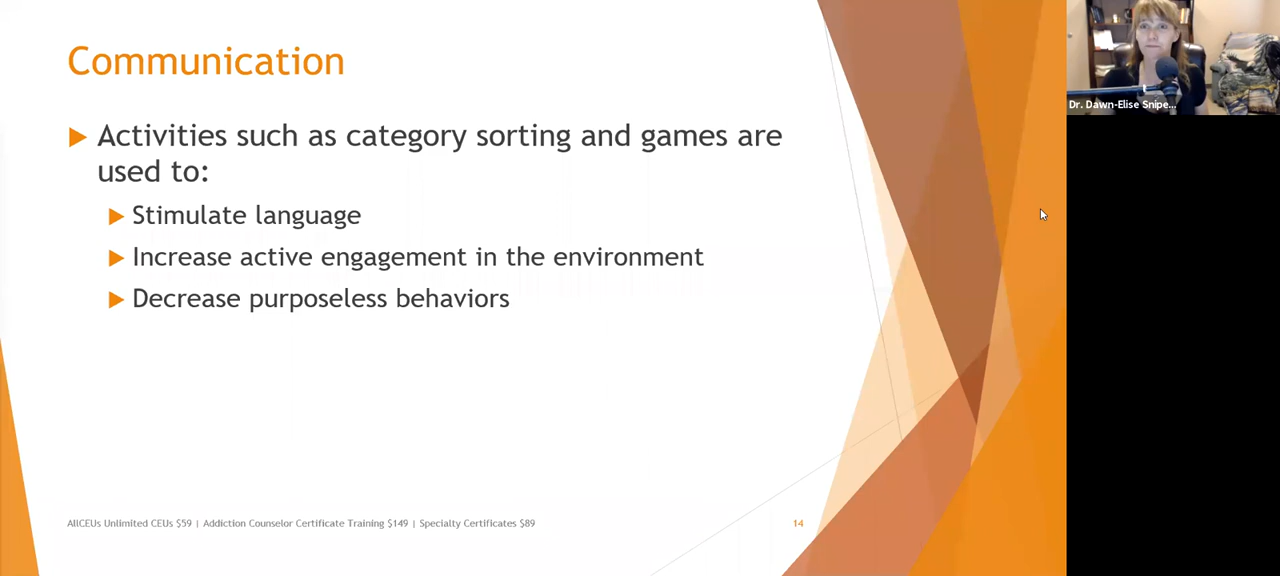 Communication
Activities such as category sorting and games are
used to:
Stimulate language
Increase active engagement in the environment
Decrease purposeless behaviors
AllCEUs Unlimited CEUs $59 | Addiction Counselor Certificate Training $149 | Specialty Certificates $89
14
Dr. Dawn-Elise Snipe...